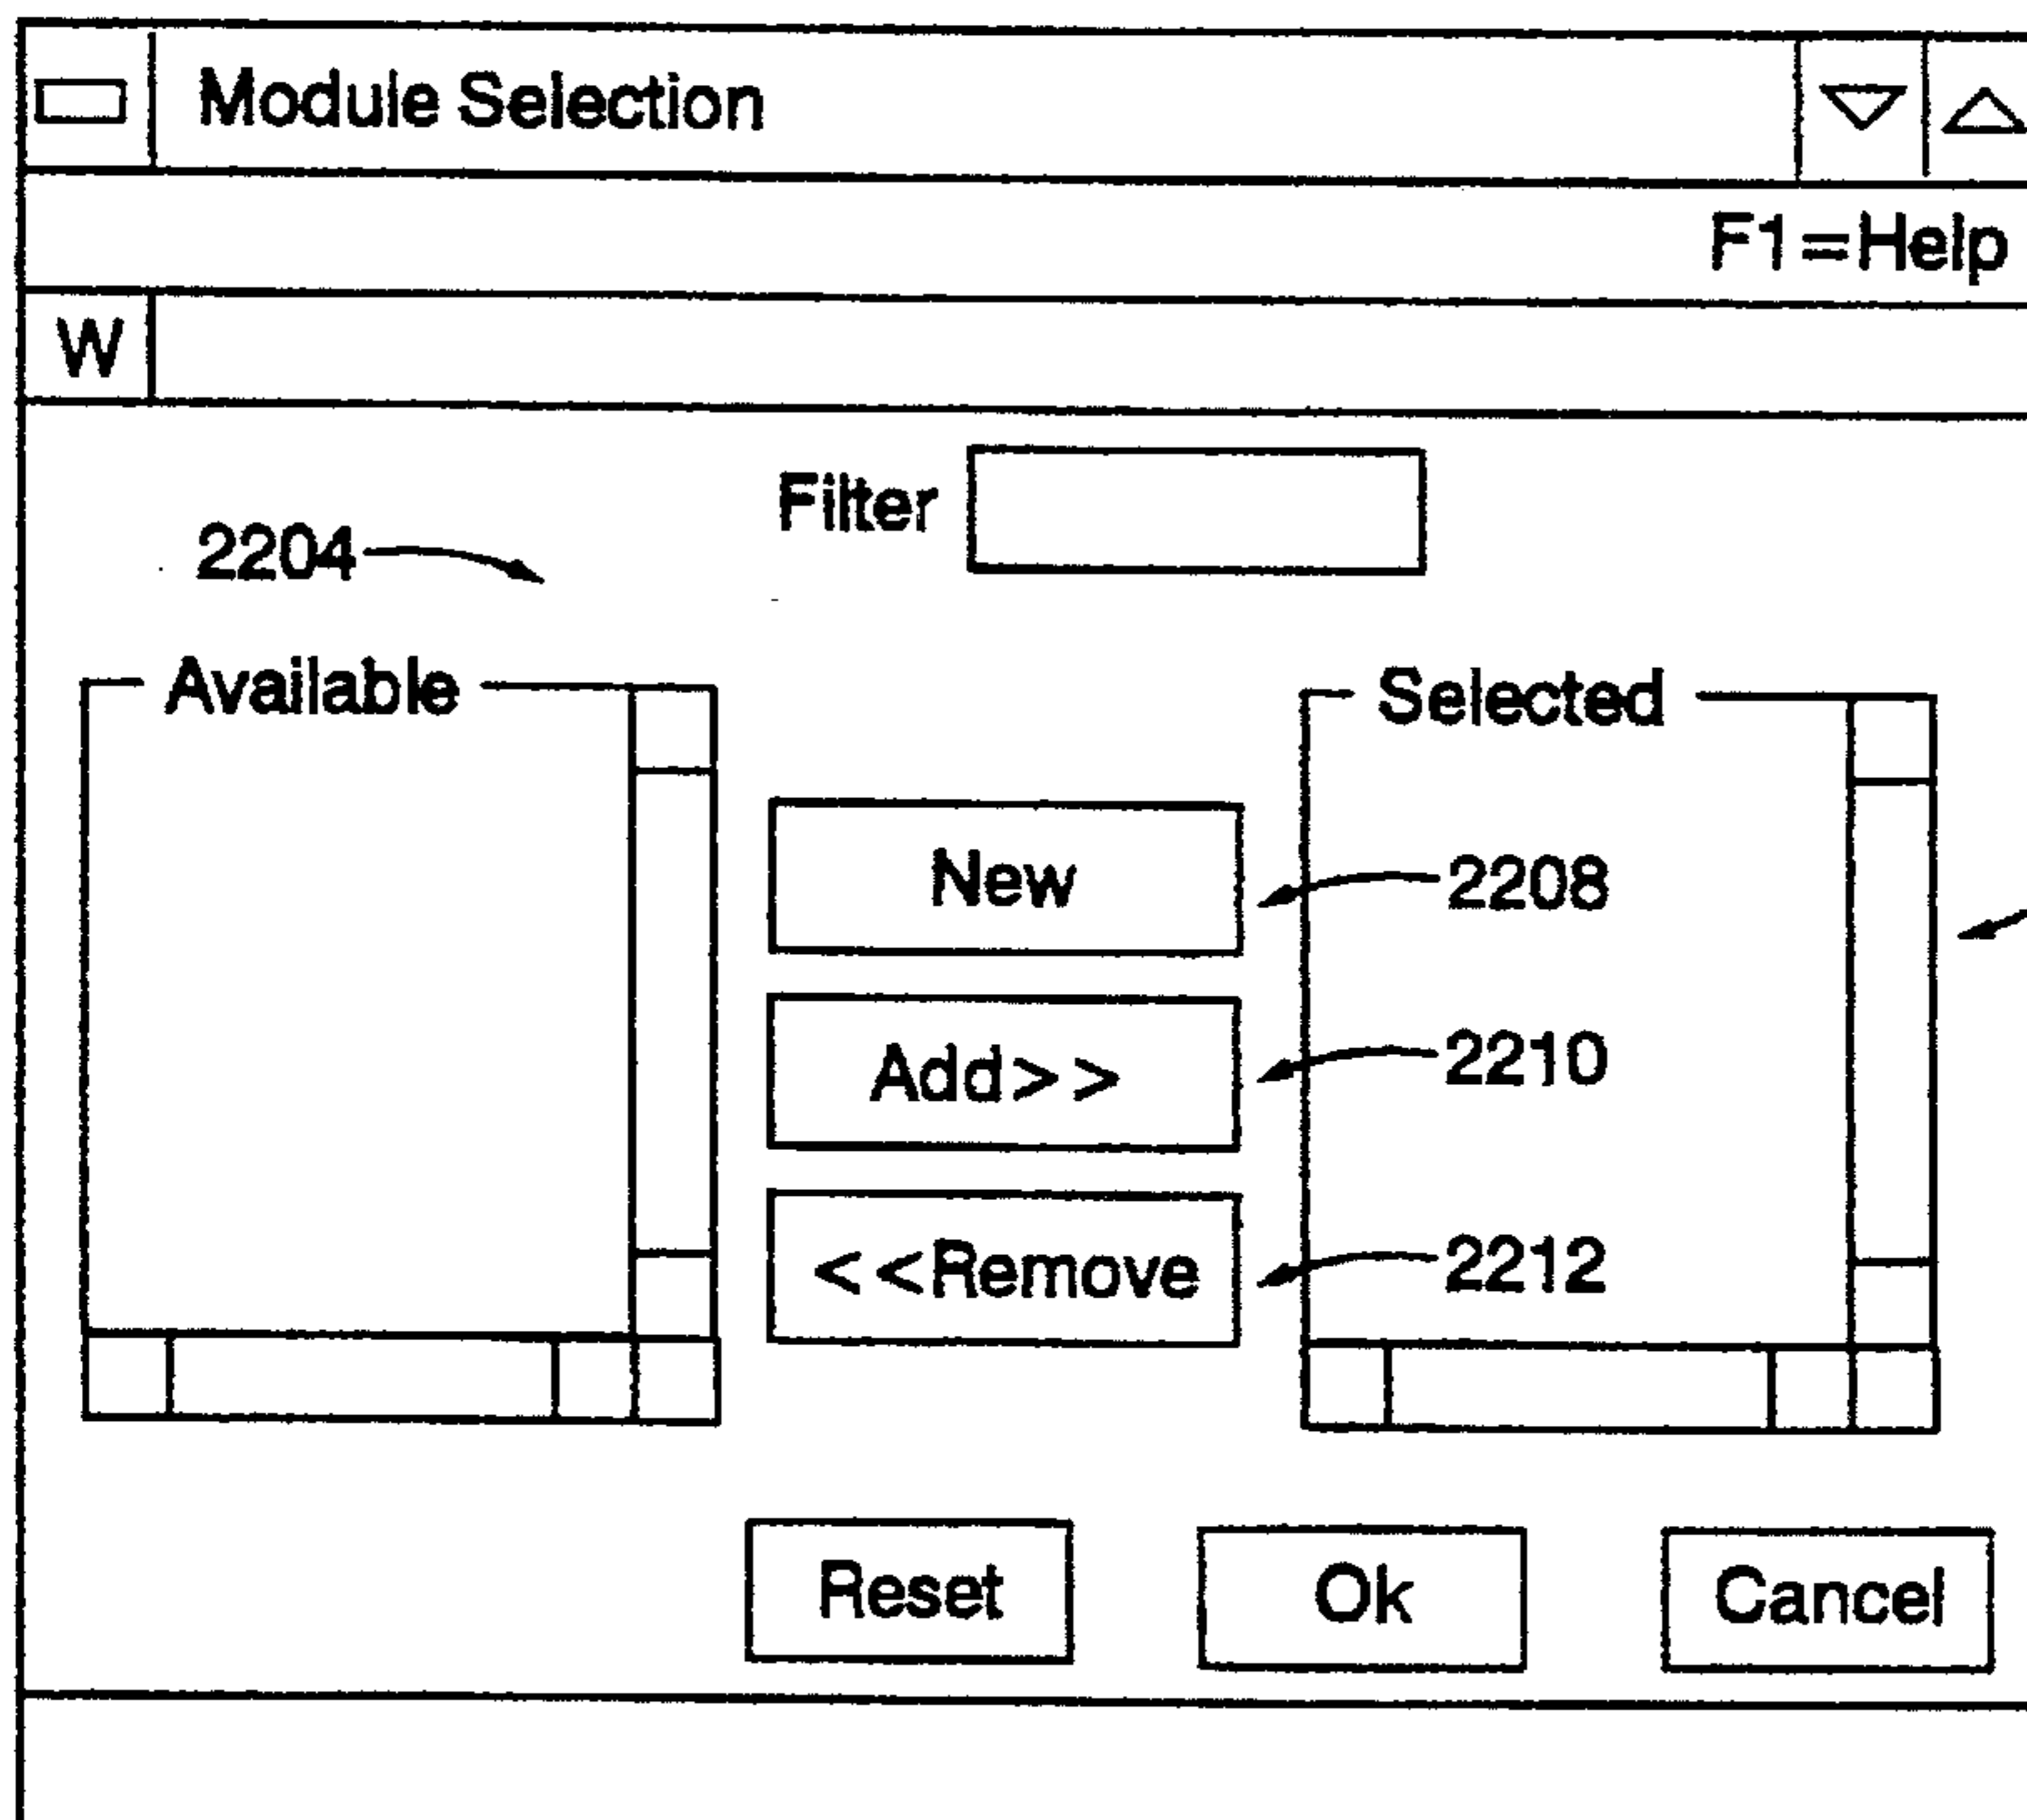 Module Selection
F1=Help
W
Filter
2204
Available
Selected
New
2208
Add>>
2210
<<Remove
2212
Reset
Ok
Cancel